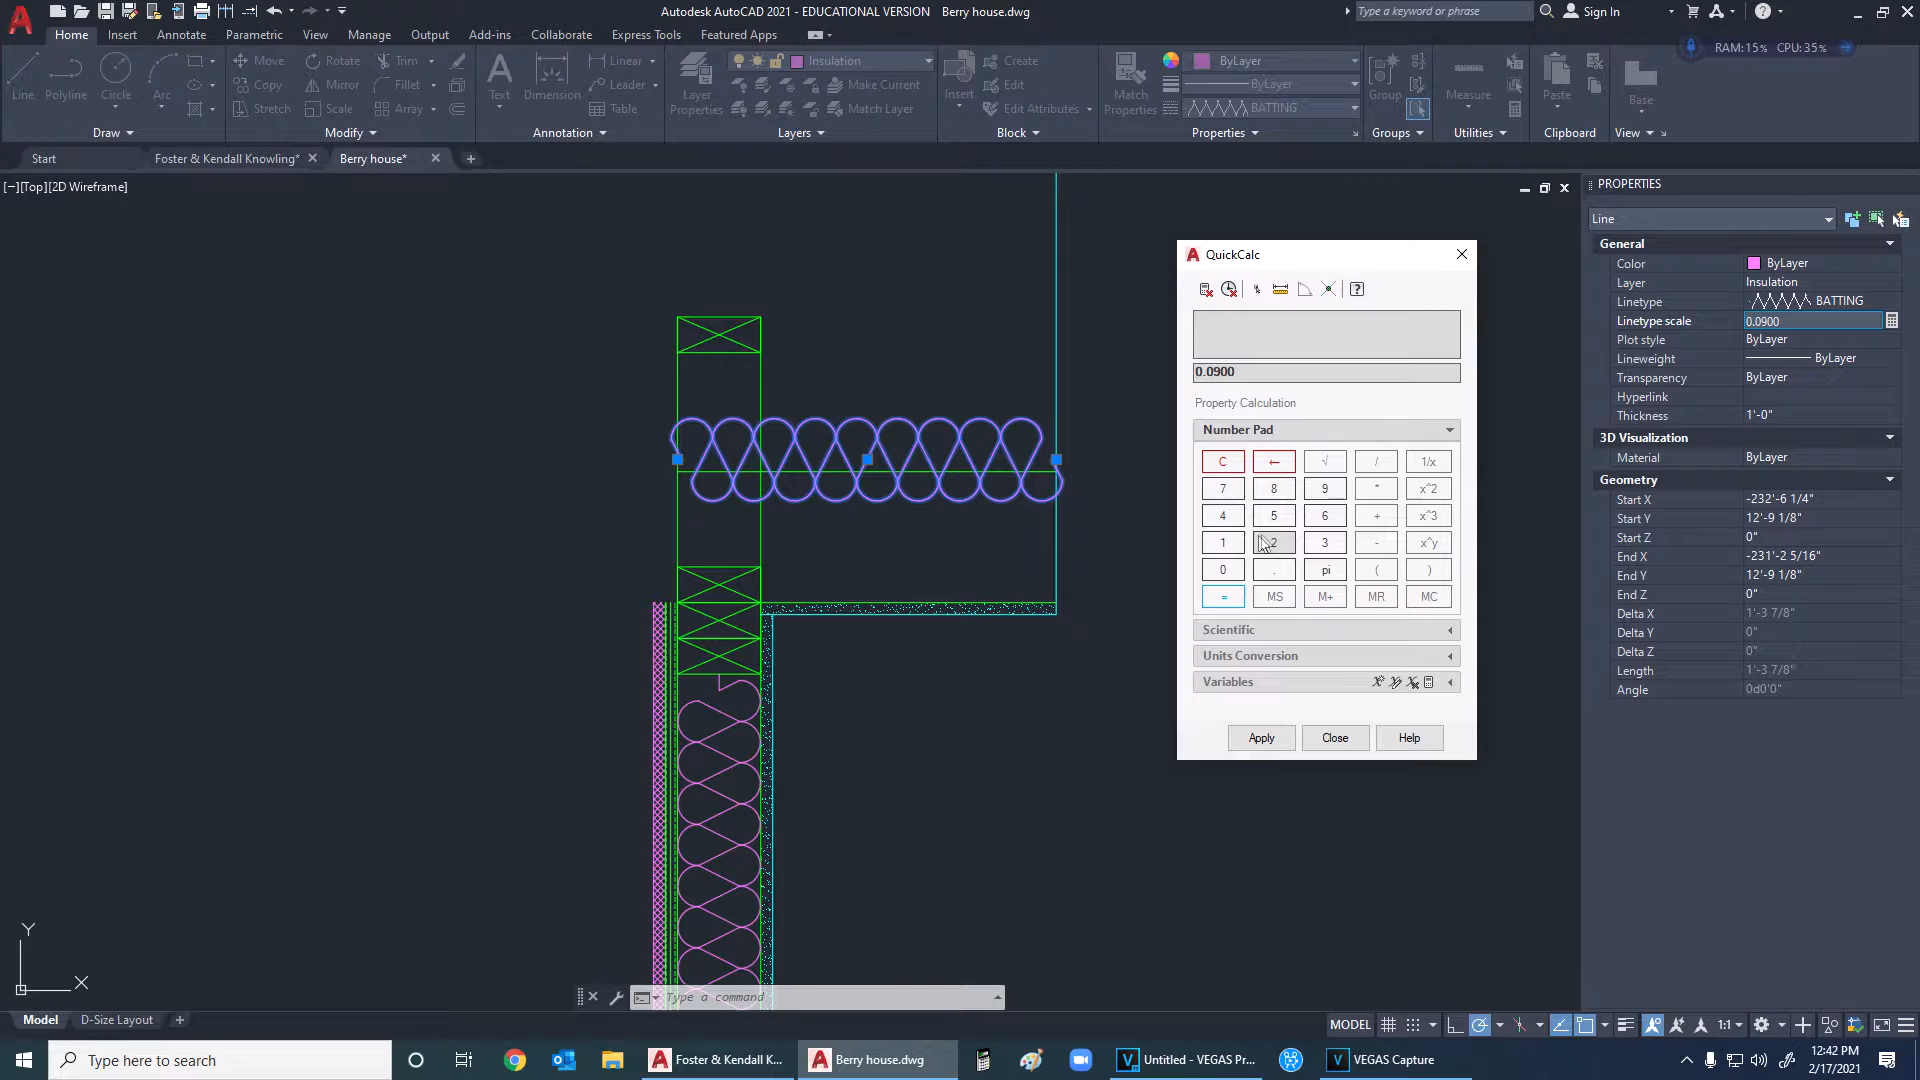 Autodesk AutoCAD 2021 - EDUCATIONAL VERSION Berry house.dwg
Type a keyword or phrase
Sign In
Home Insert Annotate Parametric View Manage Output Add-ins Collaborate Express Tools Featured Apps
RAM:15% CPU:35%
Line Polyline Circle Arc
Move Rotate Trim
Copy Mirror Fillet
Stretch Scale Array
Text Dimension
Linear
Leader
Table
Layer Properties
Insulation
Make Current
Match Layer
Insert
Create
Edit
Edit Attributes
Match Properties
ByLayer
ByLayer
BATTING
Group
Measure
Paste
Base
Draw Modify Annotation Layers Block Properties Groups Utilities Clipboard View
Start
Foster & Kendall Knowling*
Berry house*
[−][Top][2D Wireframe]
QuickCalc
0.0900
Property Calculation
Number Pad
C ← √ / 1/x
7 8 9 * x^2
4 5 6 + x^3
1 2 3 - x^y
0 . pi ( )
= MS M+ MR MC
Scientific
Units Conversion
Variables
Apply Close Help
PROPERTIES
Line
General
Color ByLayer
Layer Insulation
Linetype BATTING
Linetype scale 0.0900
Plot style ByLayer
Lineweight ByLayer
Transparency ByLayer
Hyperlink
Thickness 1'-0"
3D Visualization
Material ByLayer
Geometry
Start X -232'-6 1/4"
Start Y 12'-9 1/8"
Start Z 0"
End X -231'-2 5/16"
End Y 12'-9 1/8"
End Z 0"
Delta X 1'-3 7/8"
Delta Y 0"
Delta Z 0"
Length 1'-3 7/8"
Angle 0d0'0"
Y
X
Type a command
Model D-Size Layout
MODEL
1:1
Type here to search
Foster & Kendall K...
Berry house.dwg
Untitled - VEGAS Pr...
VEGAS Capture
12:42 PM
2/17/2021